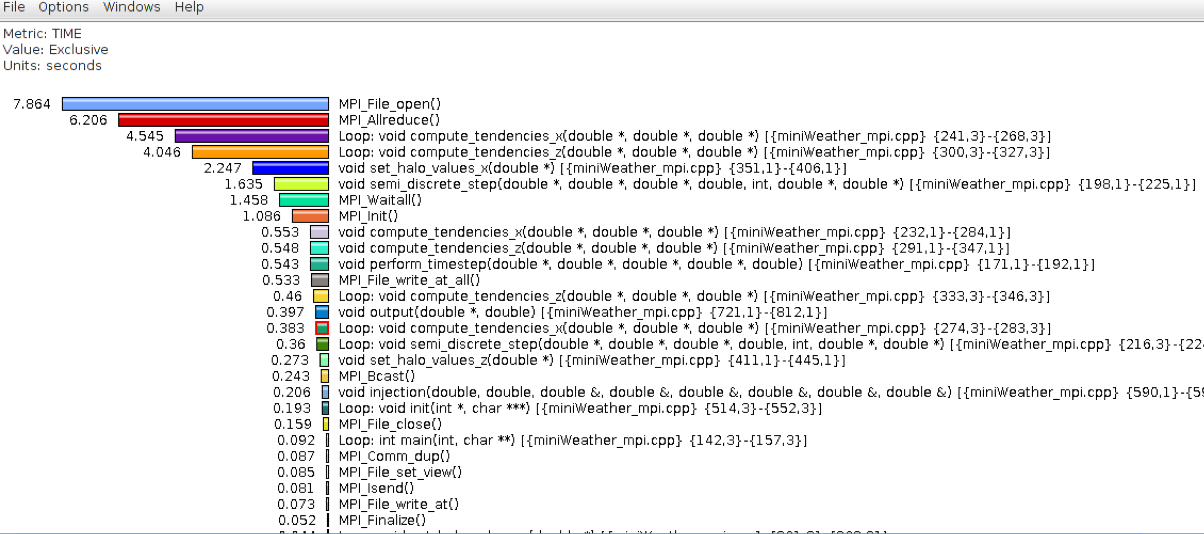 File Options Windows Help
Metric: TIME
Value: Exclusive
Units: seconds
7.864 MPI_File_open()
6.206 MPI_Allreduce()
4.545 Loop: void compute_tendencies_x(double *, double *, double *) [{miniWeather_mpi.cpp} {241,3}-{268,3}]
4.046 Loop: void compute_tendencies_z(double *, double *, double *) [{miniWeather_mpi.cpp} {300,3}-{327,3}]
2.247 void set_halo_values_x(double *) [{miniWeather_mpi.cpp} {351,1}-{406,1}]
1.635 void semi_discrete_step(double *, double *, double *, double, int, double *, double *) [{miniWeather_mpi.cpp} {198,1}-{225,1}]
1.458 MPI_Waitall()
1.086 MPI_Init()
0.553 void compute_tendencies_x(double *, double *, double *) [{miniWeather_mpi.cpp} {232,1}-{284,1}]
0.548 void compute_tendencies_z(double *, double *, double *) [{miniWeather_mpi.cpp} {291,1}-{347,1}]
0.543 void perform_timestep(double *, double *, double *, double *, double) [{miniWeather_mpi.cpp} {171,1}-{192,1}]
0.533 MPI_File_write_at_all()
0.46 Loop: void compute_tendencies_z(double *, double *, double *) [{miniWeather_mpi.cpp} {333,3}-{346,3}]
0.397 void output(double *, double) [{miniWeather_mpi.cpp} {721,1}-{812,1}]
0.383 Loop: void compute_tendencies_x(double *, double *, double *) [{miniWeather_mpi.cpp} {274,3}-{283,3}]
0.36 Loop: void semi_discrete_step(double *, double *, double *, double, int, double *, double *) [{miniWeather_mpi.cpp} {216,3}-{224
0.273 void set_halo_values_z(double *) [{miniWeather_mpi.cpp} {411,1}-{445,1}]
0.243 MPI_Bcast()
0.206 void injection(double, double, double &, double &, double &, double &, double &, double &) [{miniWeather_mpi.cpp} {590,1}-{59
0.193 Loop: void init(int *, char ***) [{miniWeather_mpi.cpp} {514,3}-{552,3}]
0.159 MPI_File_close()
0.092 Loop: int main(int, char **) [{miniWeather_mpi.cpp} {142,3}-{157,3}]
0.087 MPI_Comm_dup()
0.085 MPI_File_set_view()
0.081 MPI_Isend()
0.073 MPI_File_write_at()
0.052 MPI_Finalize()